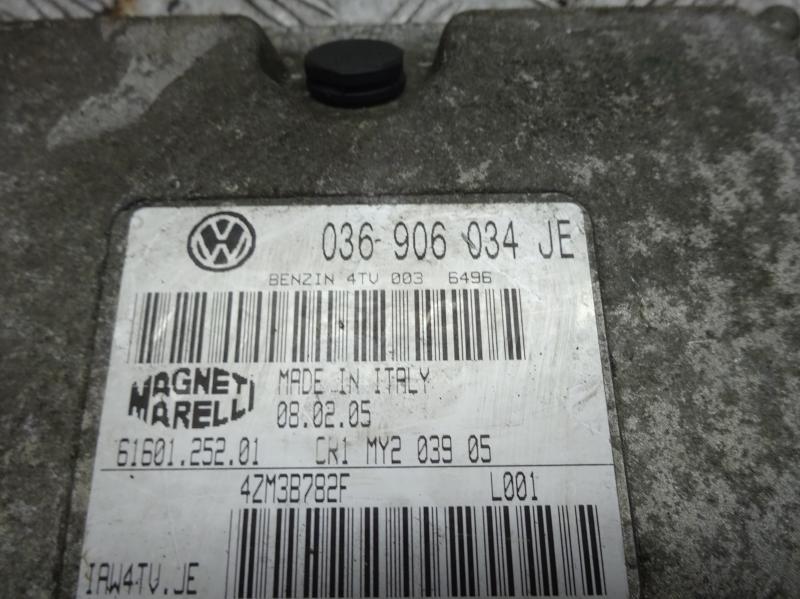 VW 036 906 034 JE
BENZIN 4TV 003 6496
MAGNETI MARELLI
MADE IN ITALY
08.02.05
61601.252.01 CR1 MY2 039 05
4ZM3B782F L001
IAW4TV.JE